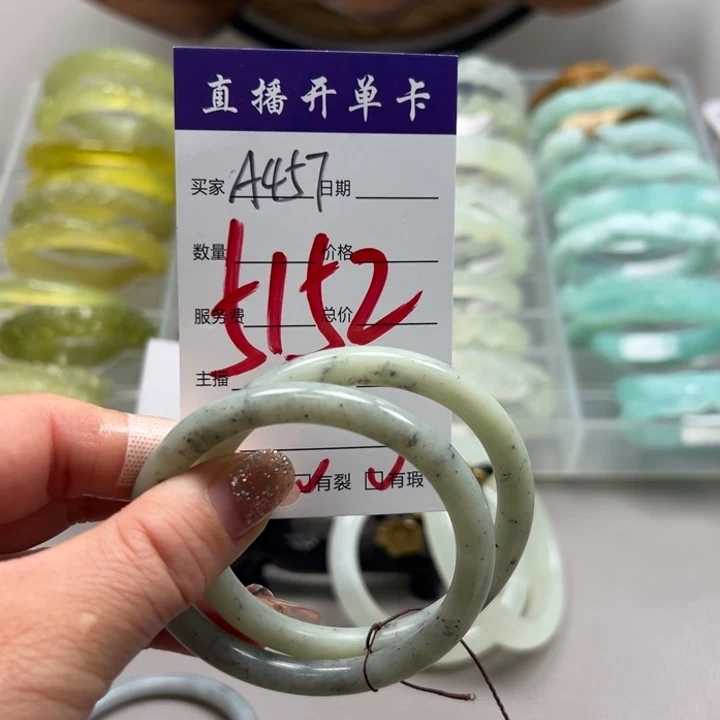 直播开单卡
买家 A457 日期
数量 价格
5152
服务费 总价
主播
有裂 有瑕